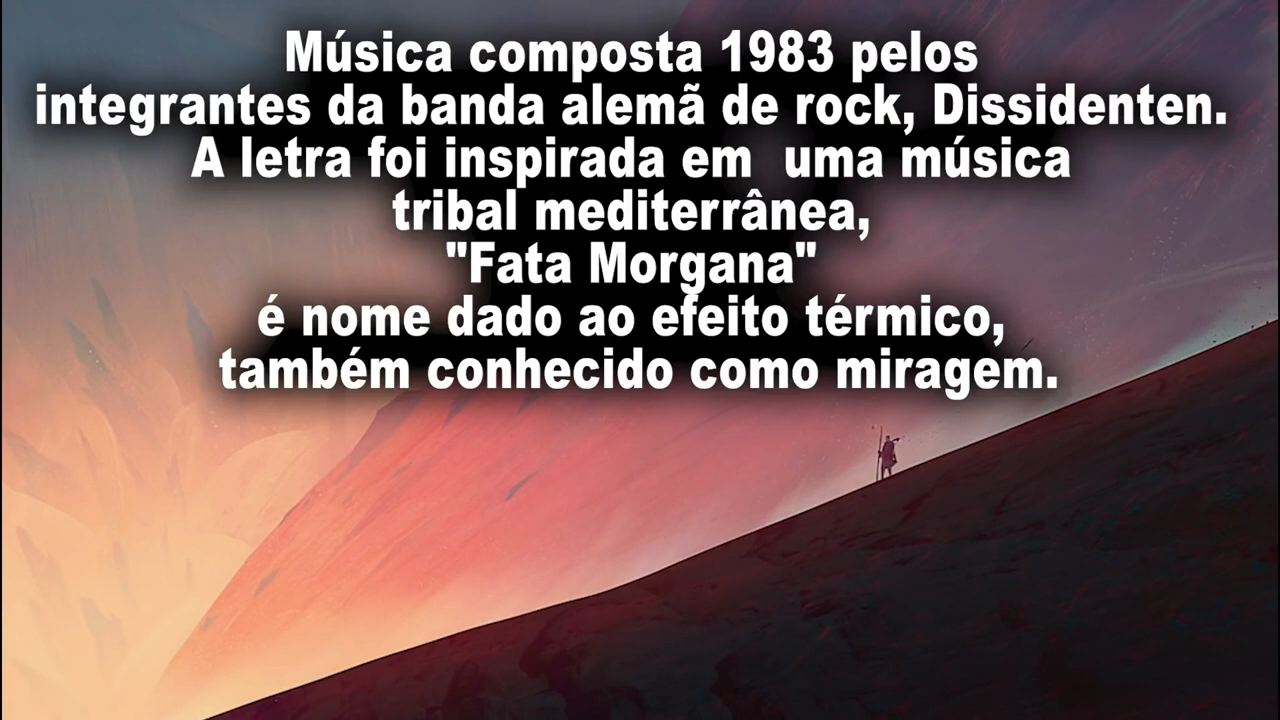 Música composta 1983 pelos
integrantes da banda alemã de rock, Dissidenten.
A letra foi inspirada em  uma música
tribal mediterrânea,
"Fata Morgana"
é nome dado ao efeito térmico,
também conhecido como miragem.